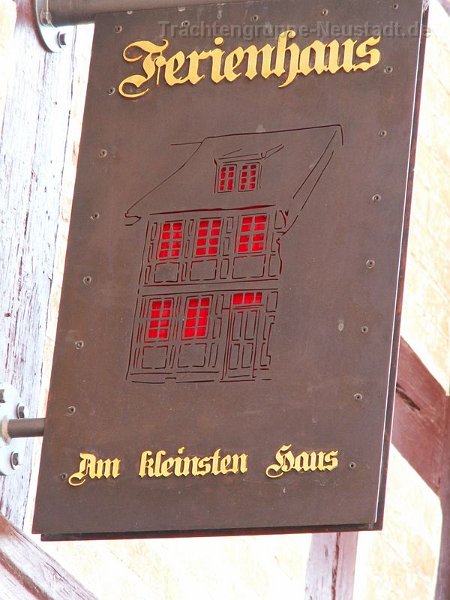 Trachtengruppe-Neustadt.de
Ferienhaus
Am kleinsten Haus